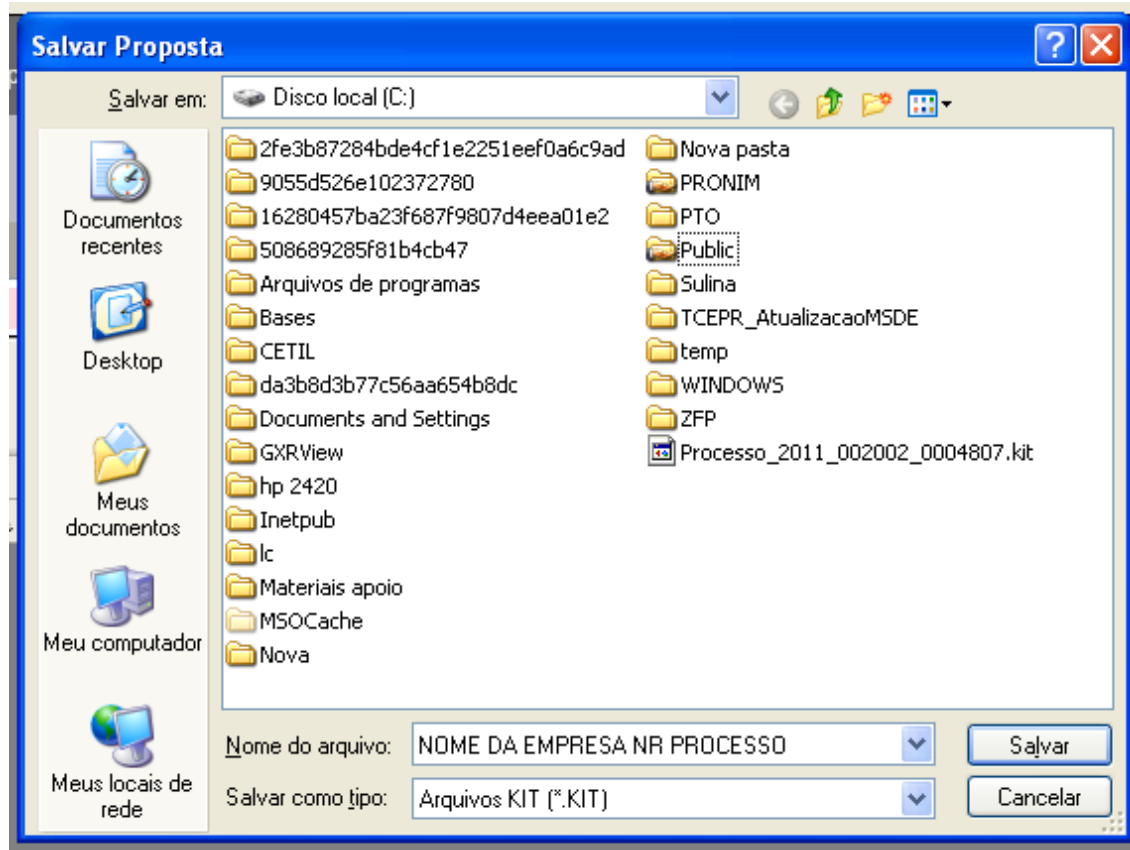 Salvar Proposta
Salvar em:
Disco local (C:)
Documentos
recentes
Desktop
Meus
documentos
Meu computador
Meus locais de
rede
2fe3b87284bde4cf1e2251eef0a6c9ad
9055d526e102372780
16280457ba23f687f9807d4eea01e2
508689285f81b4cb47
Arquivos de programas
Bases
CETIL
da3b8d3b77c56aa654b8dc
Documents and Settings
GXRView
hp 2420
Inetpub
lc
Materiais apoio
MSOCache
Nova
Nova pasta
PRONIM
PTO
Public
Sulina
TCEPR_AtualizacaoMSDE
temp
WINDOWS
ZFP
Processo_2011_002002_0004807.kit
Nome do arquivo:
NOME DA EMPRESA NR PROCESSO
Salvar
Salvar como tipo:
Arquivos KIT (*.KIT)
Cancelar